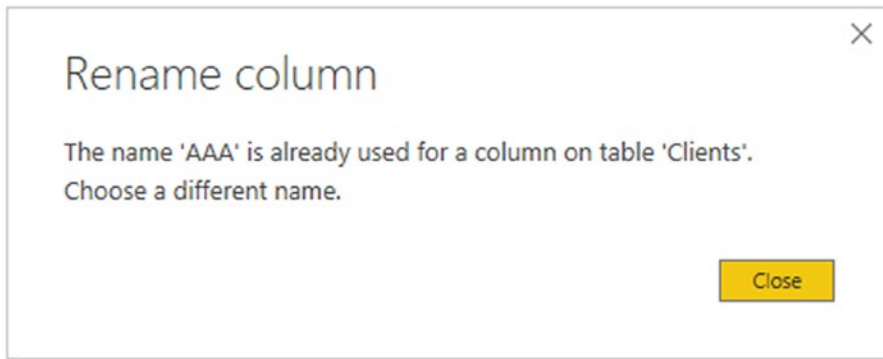 Rename column
The name 'AAA' is already used for a column on table 'Clients'.
Choose a different name.
Close